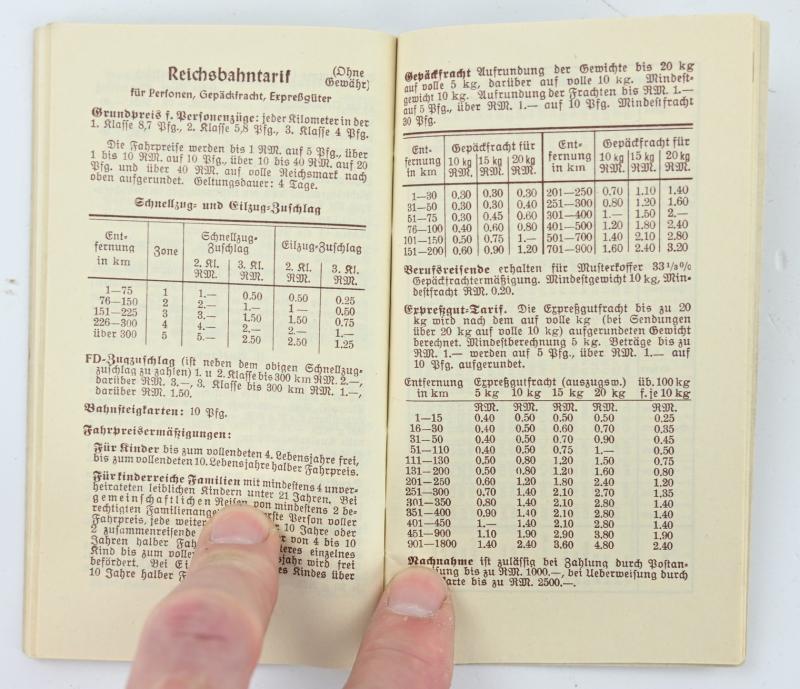 Reichsbahntarif
(Ohne
Gewähr)
für Personen, Gepäckfracht, Expreßgüter
Grundpreis f. Personenzüge: jeder Kilometer in der
1. Klasse 8,7 Pfg., 2. Klasse 5,8 Pfg., 3. Klasse 4 Pfg.
Die Fahrpreise werden bis 1 RM. auf 5 Pfg., über
1 bis 10 RM. auf 10 Pfg., über 10 bis 40 RM. auf 20
Pfg. und über 40 RM. auf volle Reichsmark nach
oben aufgerundet. Geltungsdauer: 4 Tage.
Schnellzug- und Eilzug-Zuschlag
Ent-
fernung
in km
Zone
Schnellzug-
Zuschlag
Eilzug-Zuschlag
2. Kl.
RM.
3. Kl.
RM.
2. Kl.
RM.
3. Kl.
RM.
1—75 1 1.— 0.50 0.50 0.25
76—150 2 2.— 1.— 1.— 0.50
151—225 3 3.— 1.50 1.50 0.75
226—300 4 4.— 2.— 2.— 1.—
über 300 5 5.— 2.50 2.50 1.25
FD-Zugzuschlag (ist neben dem obigen Schnellzug-
zuschlag zu zahlen) 1. u. 2. Klasse bis 300 km RM. 2.—,
darüber RM. 3.—, 3. Klasse bis 300 km RM. 1.—,
darüber RM. 1.50.
Bahnsteigkarten: 10 Pfg.
Fahrpreisermäßigungen:
Für Kinder bis zum vollendeten 4. Lebensjahre frei,
bis zum vollendeten 10. Lebensjahre halber Fahrpreis.
Für kinderreiche Familien mit mindestens 4 unver-
heirateten leiblichen Kindern unter 21 Jahren. Bei
gemeinschaftlichen Reisen von mindestens 2 be-
rechtigten Person voller
Fahrpreis, jede 10 Jahre oder
2 zusammenreisende von 4 bis 10
Jahren halber einzelnes
Kind bis zum wird frei
befördert. Bei Kindes über
10 Jahre halber
Gepäckfracht Aufrundung der Gewichte bis 20 kg
auf volle 5 kg, darüber auf volle 10 kg. Mindest-
gewicht 10 kg. Aufrundung der Frachten bis RM. 1.—
auf 5 Pfg., über RM. 1.— auf 10 Pfg. Mindestfracht
30 Pfg.
Ent-
fernung
in km
Gepäckfracht für
10 kg
RM.
15 kg
RM.
20 kg
RM.
Ent-
fernung
in km
Gepäckfracht für
10 kg
RM.
15 kg
RM.
20 kg
RM.
1—30 0.30 0.30 0.30 201—250 0.70 1.10 1.40
31—50 0.30 0.30 0.40 251—300 0.80 1.20 1.60
51—75 0.30 0.45 0.60 301—400 1.— 1.50 2.—
76—100 0.40 0.60 0.80 401—500 1.20 1.80 2.40
101—150 0.50 0.75 1.— 501—700 1.40 2.10 2.80
151—200 0.60 0.90 1.20 701—900 1.60 2.40 3.20
Berufsreisende erhalten für Musterkoffer 33⅓%
Gepäckfrachtermäßigung. Mindestgewicht 10 kg, Min-
destfracht RM. 0.20.
Expreßgut-Tarif. Die Expreßgutfracht bis zu 20
kg wird nach dem auf volle kg (bei Sendungen
über 20 kg auf volle 10 kg) aufgerundeten Gewicht
berechnet. Mindestberechnung 5 kg. Beträge bis zu
RM. 1.— werden auf 5 Pfg., über RM. 1.— auf
10 Pfg. aufgerundet.
Entfernung Expreßgutfracht (auszugsw.) üb. 100 kg
in km 5 kg 10 kg 15 kg 20 kg f. je 10 kg
RM. RM. RM. RM. RM.
1—15 0.40 0.50 0.50 0.50 0.25
16—30 0.40 0.50 0.60 0.70 0.35
31—50 0.40 0.50 0.70 0.90 0.45
51—110 0.40 0.50 0.75 1.— 0.50
111—130 0.50 0.80 1.20 1.50 0.75
131—200 0.50 0.80 1.20 1.60 0.80
201—250 0.60 1.20 1.80 2.40 1.20
251—300 0.70 1.40 2.10 2.70 1.35
301—350 0.80 1.40 2.10 2.80 1.40
351—400 0.90 1.40 2.10 2.80 1.40
401—450 1.— 1.40 2.10 2.80 1.40
451—900 1.10 1.90 2.90 3.80 1.90
901—1800 1.40 2.40 3.60 4.80 2.40
Nachnahme ist zulässig bei Zahlung durch Postan-
bis zu RM. 1000.—, bei Ueberweisung durch
bis zu RM. 2500.—.